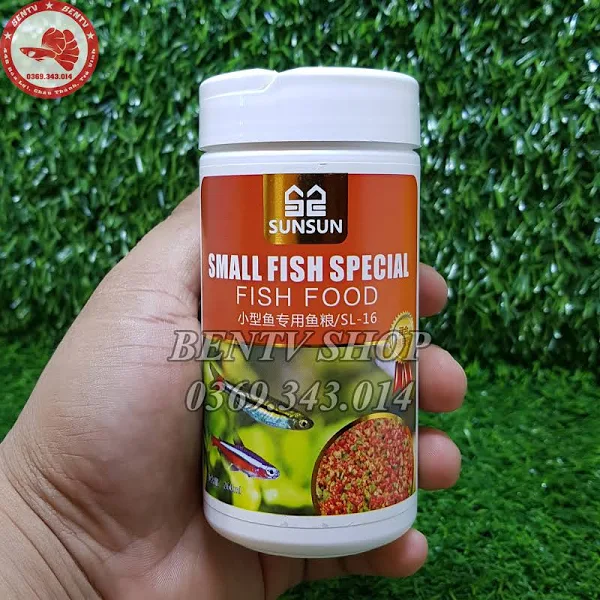 BENTV
BENTV
0369.343.014
SUNSUN
SMALL FISH SPECIAL
FISH FOOD
小型鱼专用鱼粮/SL-16
BENTV SHOP
0369.343.014
260ml